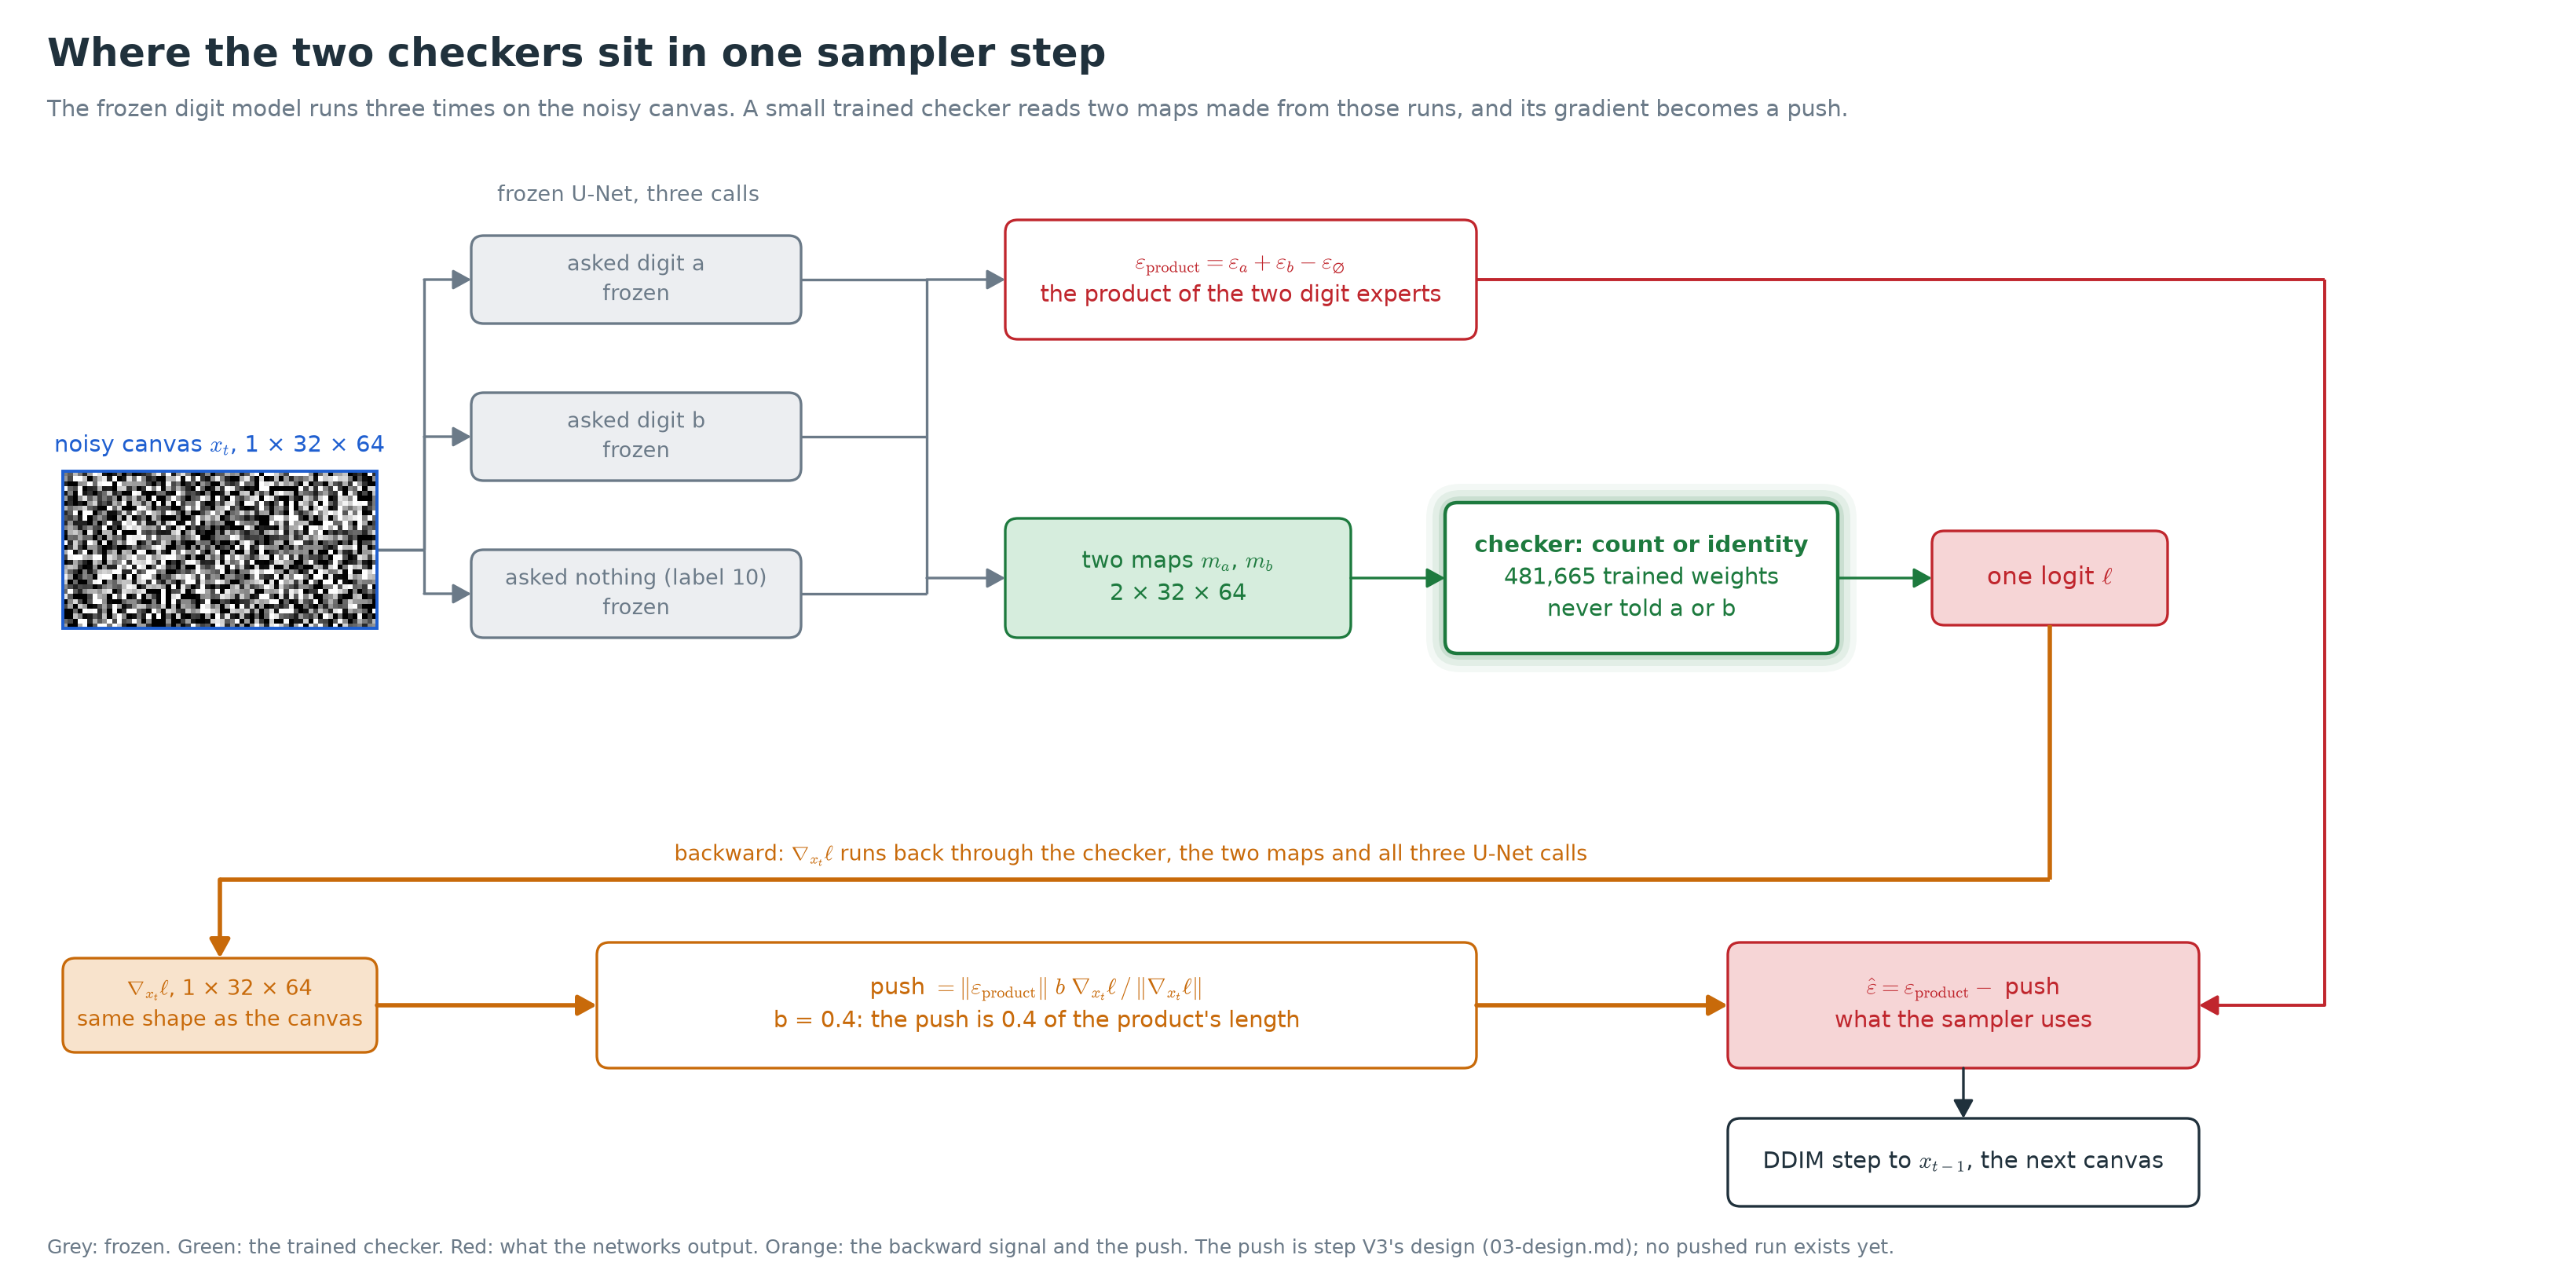 Where the two checkers sit in one sampler step
The frozen digit model runs three times on the noisy canvas. A small trained checker reads two maps made from those runs, and its gradient becomes a push.
frozen U-Net, three calls
asked digit a
frozen
ε_product = ε_a + ε_b − ε_∅
the product of the two digit experts
asked digit b
frozen
noisy canvas x_t, 1 × 32 × 64
asked nothing (label 10)
frozen
two maps m_a, m_b
2 × 32 × 64
checker: count or identity
481,665 trained weights
never told a or b
one logit ℓ
backward: ∇_{x_t} ℓ runs back through the checker, the two maps and all three U-Net calls
∇_{x_t} ℓ, 1 × 32 × 64
same shape as the canvas
push = ‖ε_product‖ b ∇_{x_t} ℓ / ‖∇_{x_t} ℓ‖
b = 0.4: the push is 0.4 of the product's length
ε̂ = ε_product − push
what the sampler uses
DDIM step to x_{t−1}, the next canvas
Grey: frozen. Green: the trained checker. Red: what the networks output. Orange: the backward signal and the push. The push is step V3's design (03-design.md); no pushed run exists yet.